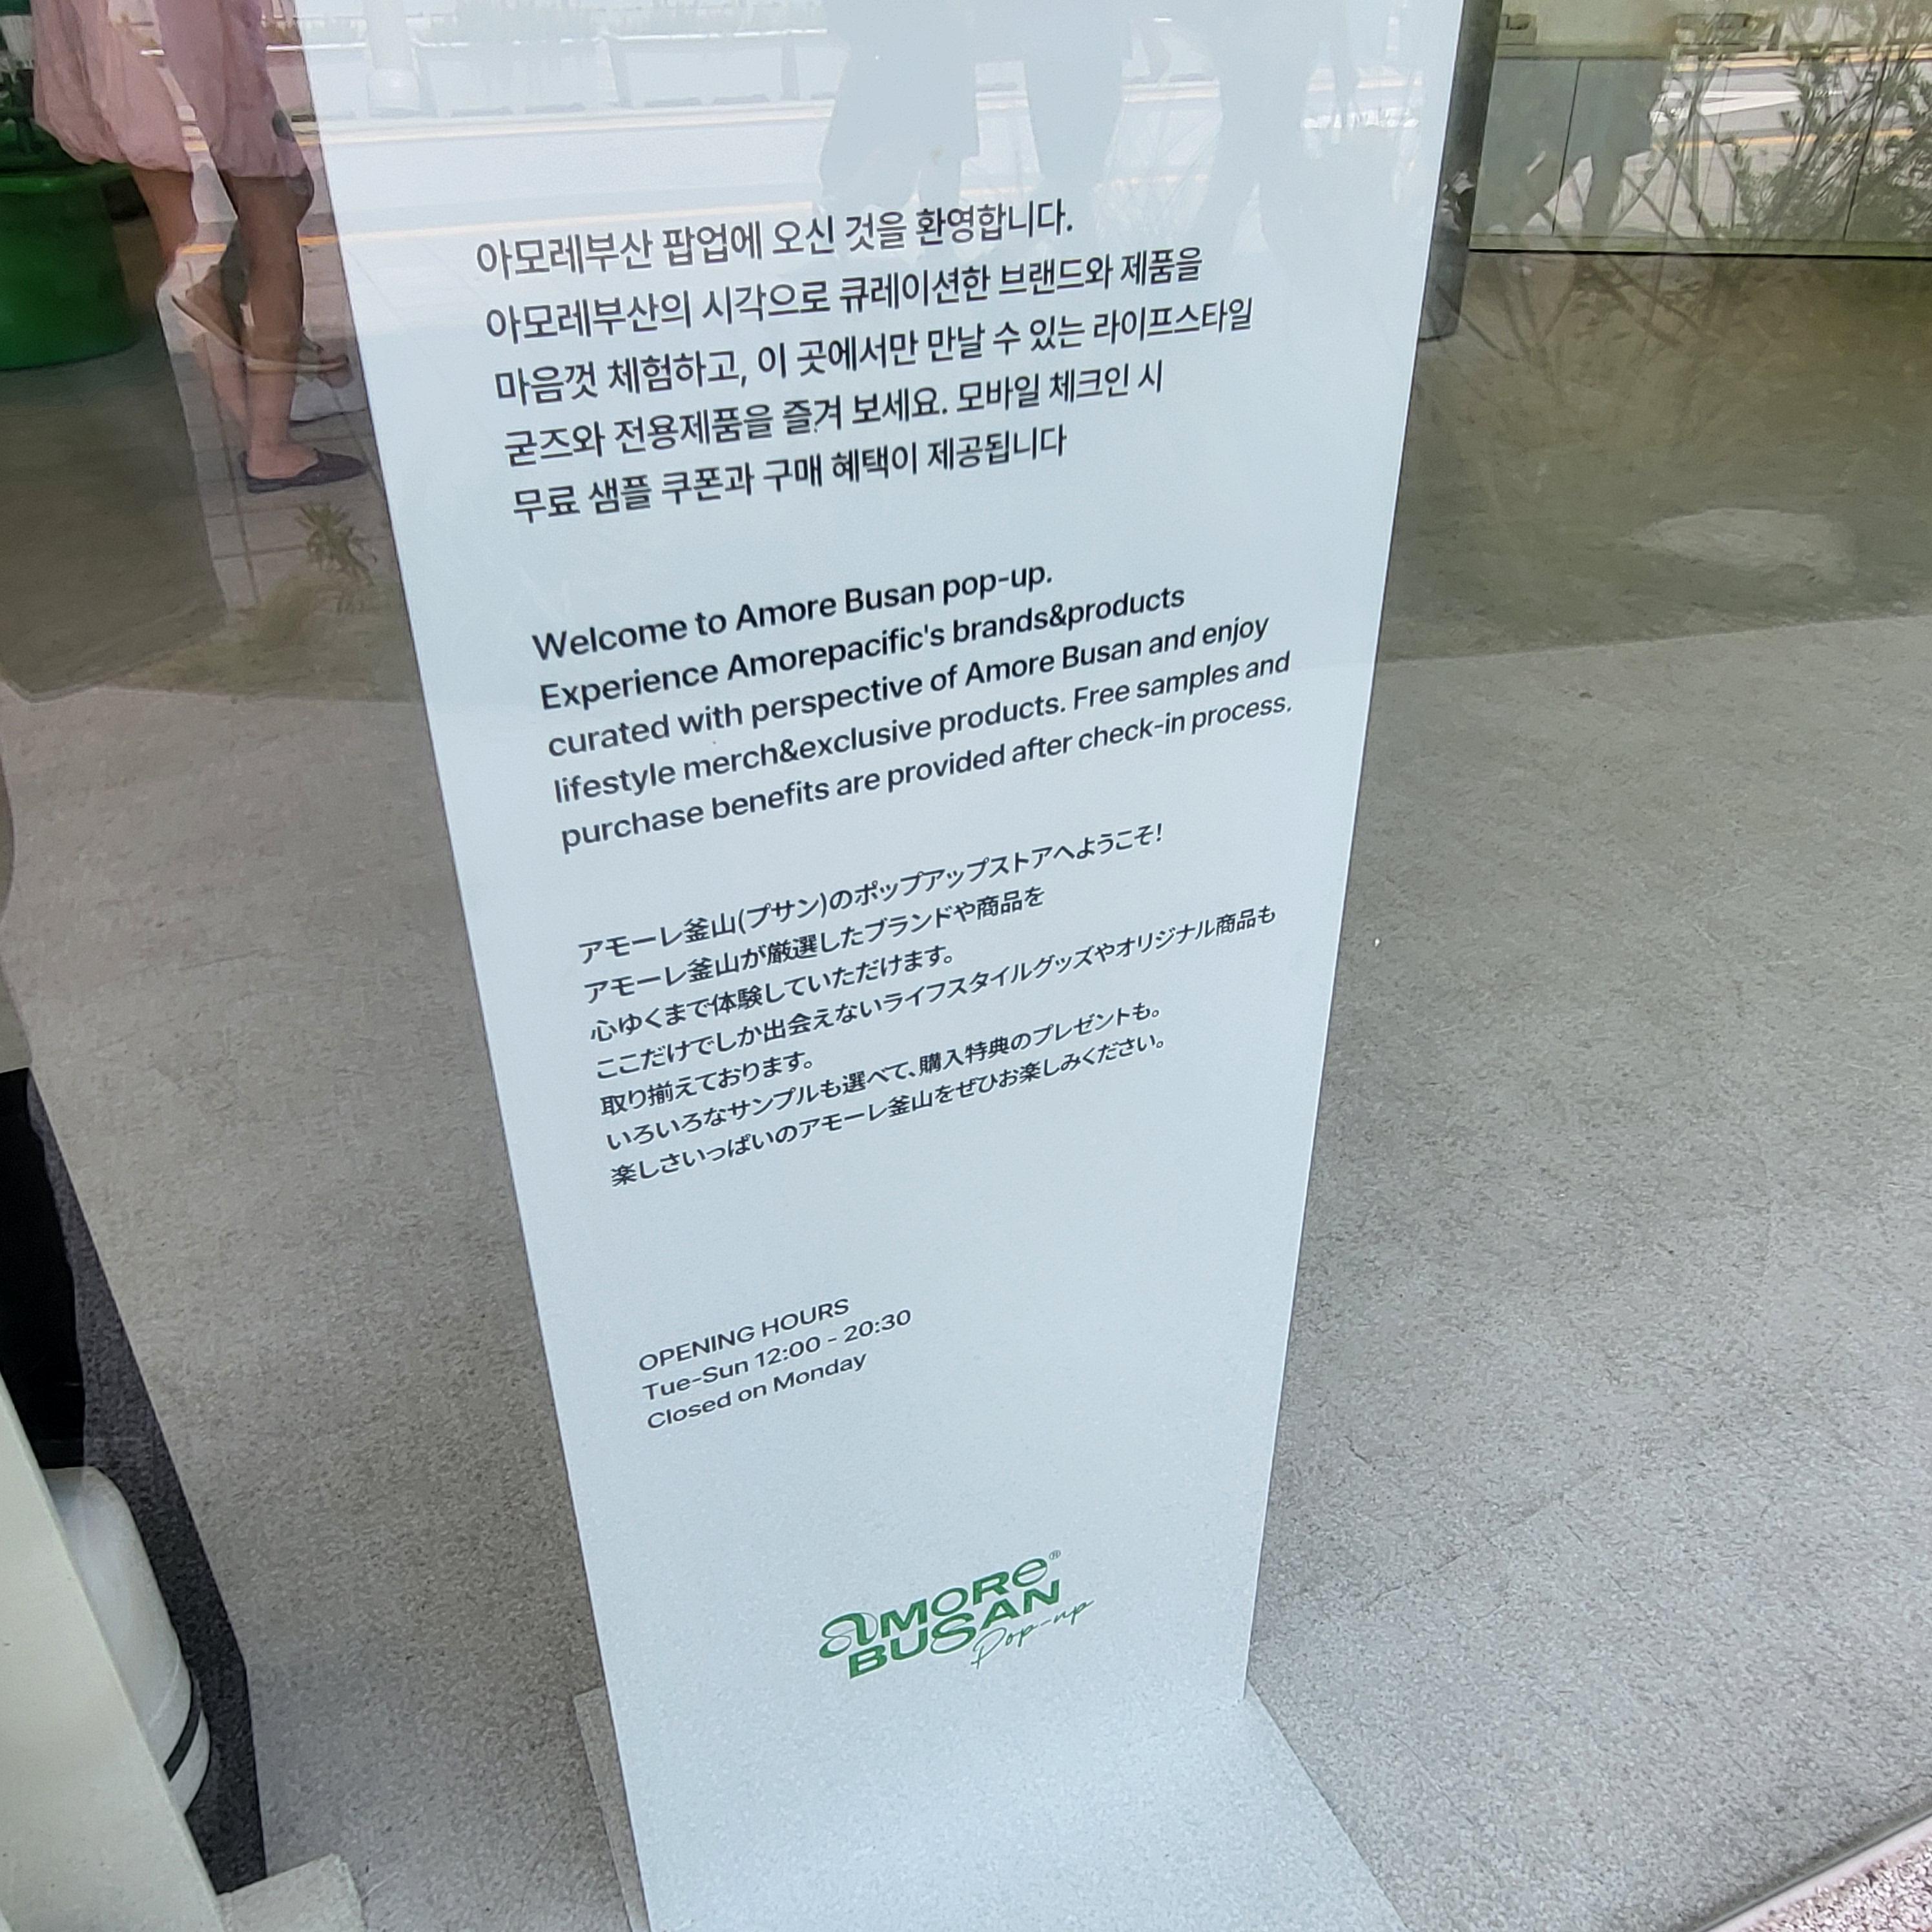 아모레부산 팝업에 오신 것을 환영합니다.
아모레부산의 시각으로 큐레이션한 브랜드와 제품을
마음껏 체험하고, 이 곳에서만 만날 수 있는 라이프스타일
굳즈와 전용제품을 즐겨 보세요. 모바일 체크인 시
무료 샘플 쿠폰과 구매 혜택이 제공됩니다
Welcome to Amore Busan pop-up.
Experience Amorepacific's brands&products
curated with perspective of Amore Busan and enjoy
lifestyle merch&exclusive products. Free samples and
purchase benefits are provided after check-in process.
アモーレ釜山(プサン)のポップアップストアへようこそ!
アモーレ釜山が厳選したブランドや商品を
心ゆくまで体験していただけます。
ここだけでしか出会えないライフスタイルグッズやオリジナル商品も
取り揃えております。
いろいろなサンプルも選べて、購入特典のプレゼントも。
楽しさいっぱいのアモーレ釜山をぜひお楽しみください。
OPENING HOURS
Tue-Sun 12:00 - 20:30
Closed on Monday
aMORe®
BUSAN
Pop-up